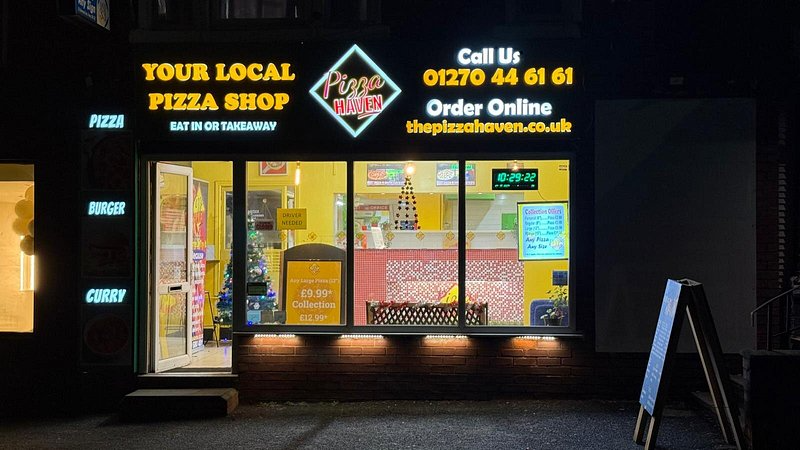 YOUR LOCAL
PIZZA SHOP
EAT IN OR TAKEAWAY
Pizza
HAVEN
Call Us
01270 44 61 61
Order Online
thepizzahaven.co.uk
PIZZA
BURGER
CURRY
DRIVER
NEEDED
10:29:22
Collection Offers
Any Pizza
Any Size
Any Large Pizza (12")
£9.99*
Collection
£12.99*